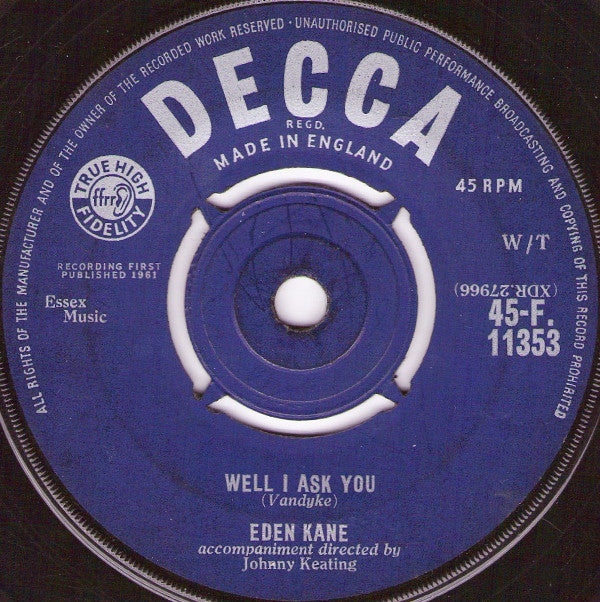 ALL RIGHTS OF THE MANUFACTURER AND OF THE OWNER OF THE RECORDED WORK RESERVED · UNAUTHORISED PUBLIC PERFORMANCE BROADCASTING AND COPYING OF THIS RECORD PROHIBITED
DECCA
REGD.
MADE IN ENGLAND
TRUE HIGH
ffrr
FIDELITY
45 RPM
W/T
RECORDING FIRST
PUBLISHED 1961
Essex
Music
(XDR.27966)
45-F.
11353
WELL I ASK YOU
(Vandyke)
EDEN KANE
accompaniment directed by
Johnny Keating